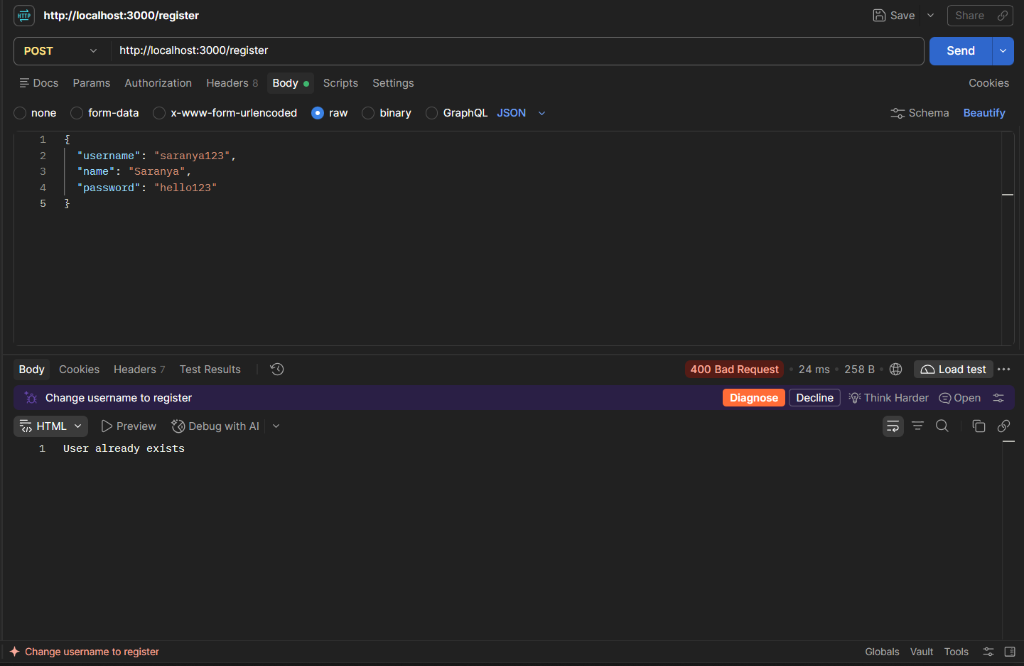 HTTP http://localhost:3000/register Save Share
POST http://localhost:3000/register Send
Docs Params Authorization Headers 8 Body Scripts Settings Cookies
none form-data x-www-form-urlencoded raw binary GraphQL JSON Schema Beautify
1 {
2 "username": "saranya123",
3 "name": "Saranya",
4 "password": "hello123"
5 }
Body Cookies Headers 7 Test Results 400 Bad Request • 24 ms • 258 B • Load test
Change username to register Diagnose Decline Think Harder Open
HTML Preview Debug with AI
1 User already exists
Change username to register Globals Vault Tools